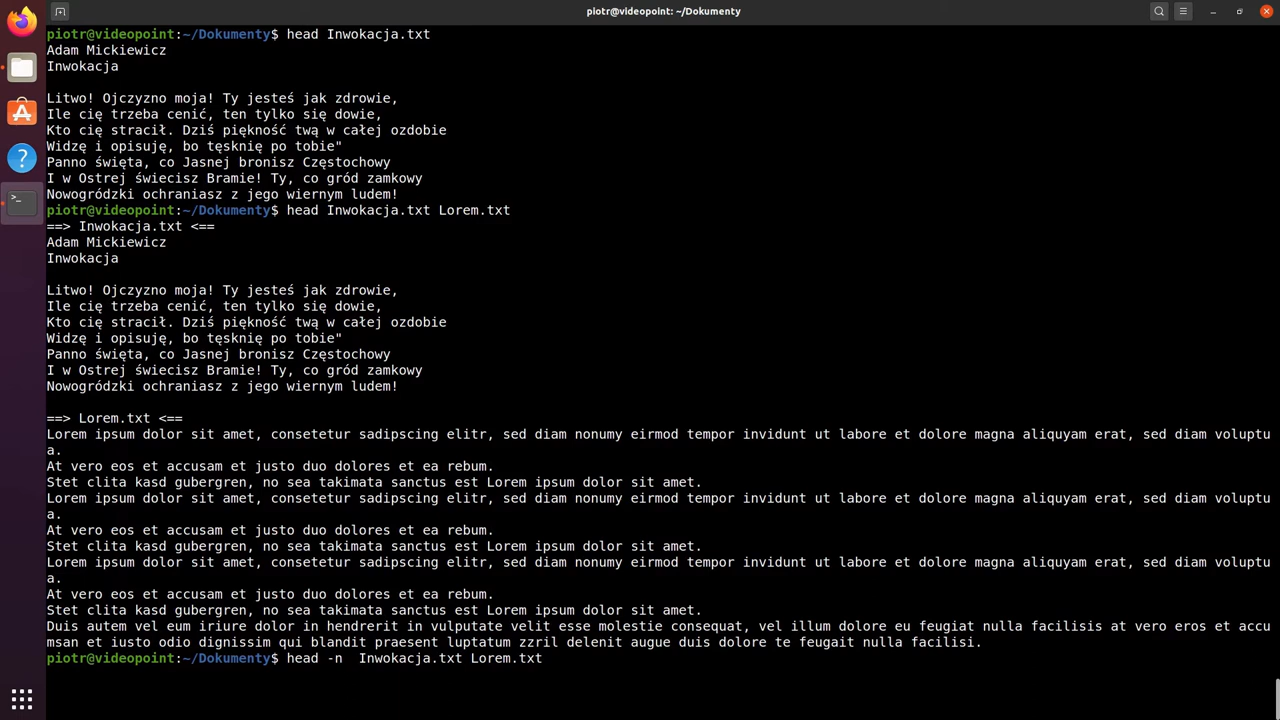 piotr@videopoint: ~/Dokumenty
piotr@videopoint:~/Dokumenty$ head Inwokacja.txt
Adam Mickiewicz
Inwokacja

Litwo! Ojczyzno moja! Ty jesteś jak zdrowie,
Ile cię trzeba cenić, ten tylko się dowie,
Kto cię stracił. Dziś piękność twą w całej ozdobie
Widzę i opisuję, bo tęsknię po tobie"
Panno święta, co Jasnej bronisz Częstochowy
I w Ostrej świecisz Bramie! Ty, co gród zamkowy
Nowogródzki ochraniasz z jego wiernym ludem!
piotr@videopoint:~/Dokumenty$ head Inwokacja.txt Lorem.txt
==> Inwokacja.txt <==
Adam Mickiewicz
Inwokacja

Litwo! Ojczyzno moja! Ty jesteś jak zdrowie,
Ile cię trzeba cenić, ten tylko się dowie,
Kto cię stracił. Dziś piękność twą w całej ozdobie
Widzę i opisuję, bo tęsknię po tobie"
Panno święta, co Jasnej bronisz Częstochowy
I w Ostrej świecisz Bramie! Ty, co gród zamkowy
Nowogródzki ochraniasz z jego wiernym ludem!

==> Lorem.txt <==
Lorem ipsum dolor sit amet, consetetur sadipscing elitr, sed diam nonumy eirmod tempor invidunt ut labore et dolore magna aliquyam erat, sed diam voluptu
a.
At vero eos et accusam et justo duo dolores et ea rebum.
Stet clita kasd gubergren, no sea takimata sanctus est Lorem ipsum dolor sit amet.
Lorem ipsum dolor sit amet, consetetur sadipscing elitr, sed diam nonumy eirmod tempor invidunt ut labore et dolore magna aliquyam erat, sed diam voluptu
a.
At vero eos et accusam et justo duo dolores et ea rebum.
Stet clita kasd gubergren, no sea takimata sanctus est Lorem ipsum dolor sit amet.
Lorem ipsum dolor sit amet, consetetur sadipscing elitr, sed diam nonumy eirmod tempor invidunt ut labore et dolore magna aliquyam erat, sed diam voluptu
a.
At vero eos et accusam et justo duo dolores et ea rebum.
Stet clita kasd gubergren, no sea takimata sanctus est Lorem ipsum dolor sit amet.
Duis autem vel eum iriure dolor in hendrerit in vulputate velit esse molestie consequat, vel illum dolore eu feugiat nulla facilisis at vero eros et accu
msan et iusto odio dignissim qui blandit praesent luptatum zzril delenit augue duis dolore te feugait nulla facilisi.
piotr@videopoint:~/Dokumenty$ head -n  Inwokacja.txt Lorem.txt